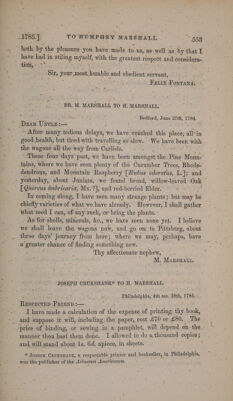 1785.] TO HUMPHRY MARSHALL. 553
both by the pleasure you have made to us, as well as by that I
have had in stiling myself, with the greatest respect and considera-
tion,
Sir, your most humble and obedient servant,
FELIX FONTANA.
DR. M. MARSHALL TO H. MARSHALL.
Bedford, June 27th, 1784.
DEAR UNCLE:—
After many tedious delays, we have reached this place, all in
good health, but tired with travelling so slow. We have been with
the wagons all the way from Carlisle.
These four days past, we have been amongst the Pine Moun-
tains, where we have seen plenty of the Cucumber Trees, Rhodo-
dendrons, and Mountain Raspberry [Rubus odoratus, L.]; and
yesterday, about Juniata, we found broad, willow-leaved Oak
[Quercus imbricaria, Mx.?], and red-berried Elder.
In coming along, I have seen many strange plants; but may be
chiefly varieties of what we have already. However, I shall gather
what seed I can, of any such, or bring the plants.
As for shells, minerals, &c., we have seen none yet. I believe
we shall leave the wagons now, and go on to Pittsburg, about
three days' journey from here; where we may, perhaps, have
a greater chance of finding something new.
Thy affectionate nephew,
M. MARSHALL.
JOSEPH CRUKSHANK* TO H. MARSHALL.
Philadelphia, 4th mo. 18th, 1785.
RESPECTED FRIEND:—
I have made a calculation of the expense of printing thy book,
and suppose it will, including the paper, cost £70 or £80. The
price of binding, or sewing in a pamphlet, will depend on the
manner thou hast them done. I allowed to do a thousand copies;
and will stand about 1s. 6d. apiece, in sheets.
* JOSEPH CRUKSHANK, a respectable printer and bookseller, in Philadelphia,
was the publisher of the Arbustum Americanum.